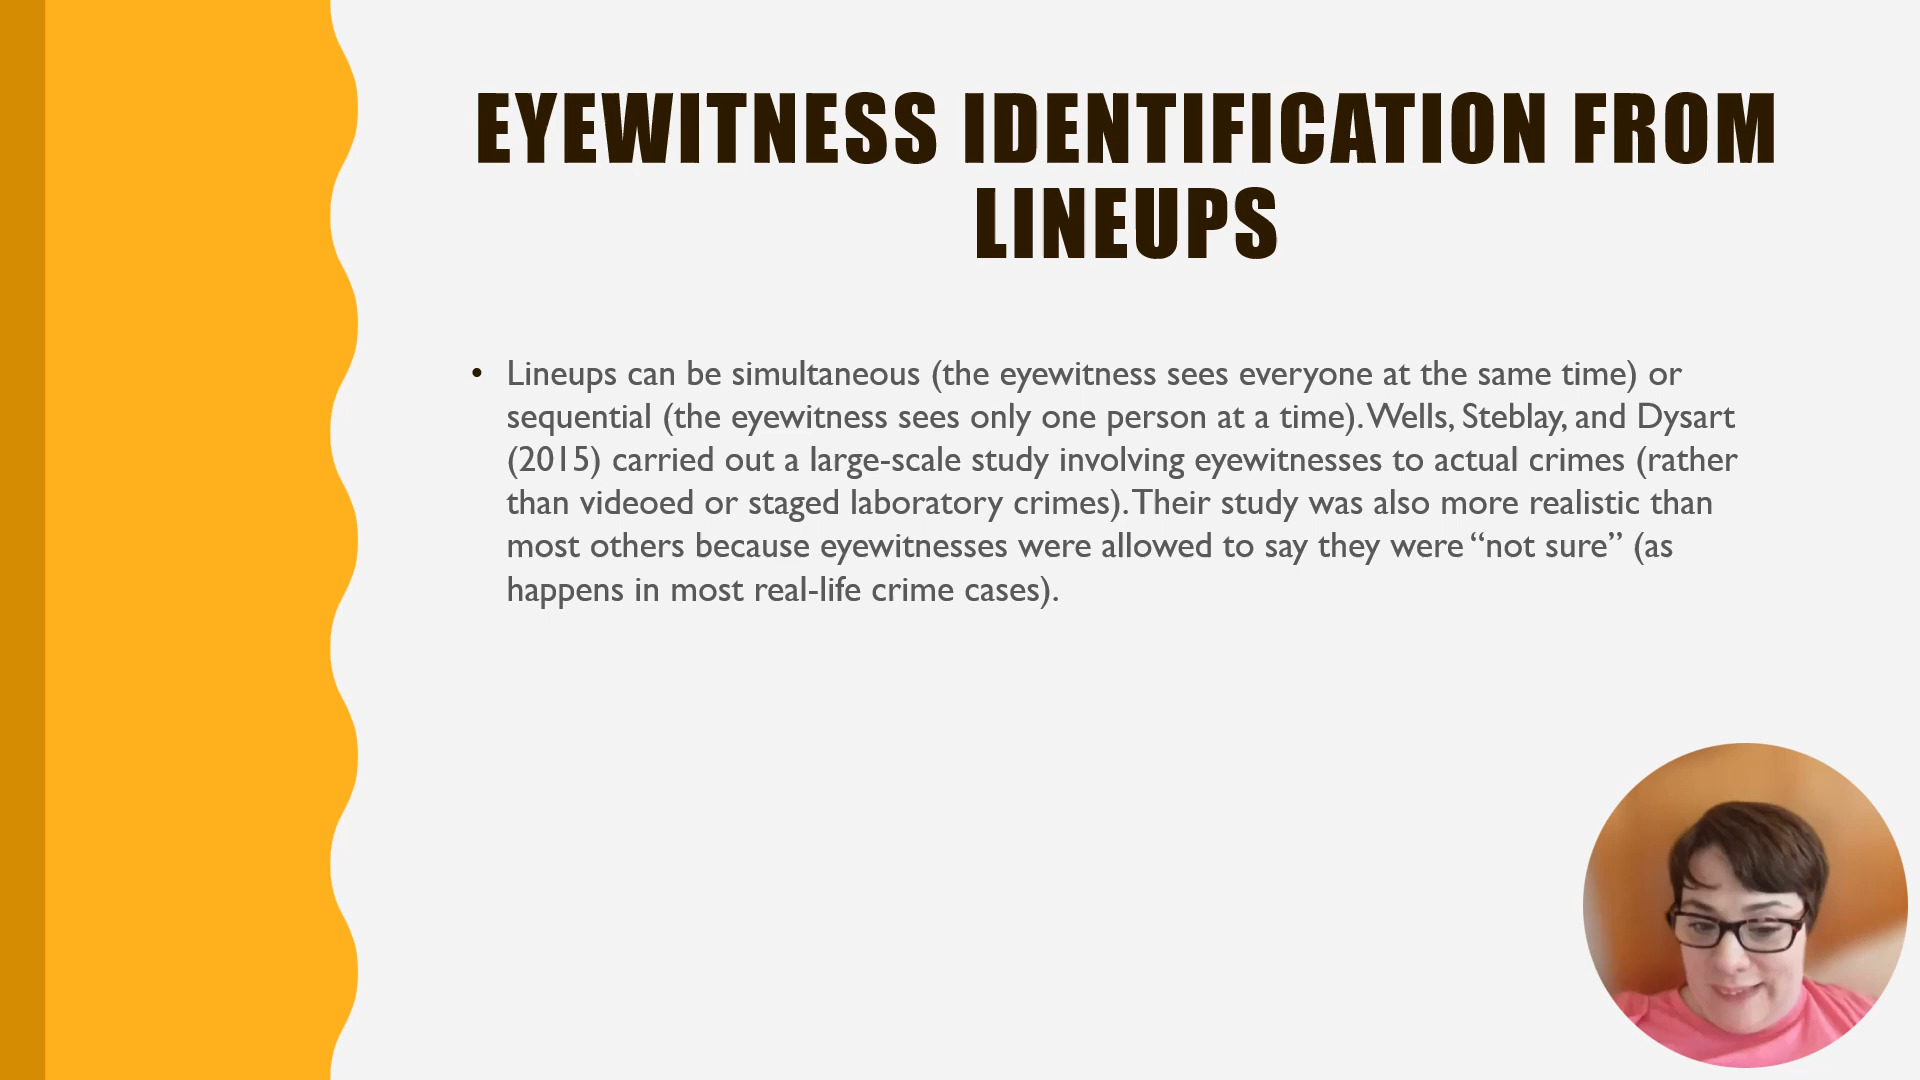 EYEWITNESS IDENTIFICATION FROM
LINEUPS
• Lineups can be simultaneous (the eyewitness sees everyone at the same time) or
sequential (the eyewitness sees only one person at a time). Wells, Steblay, and Dysart
(2015) carried out a large-scale study involving eyewitnesses to actual crimes (rather
than videoed or staged laboratory crimes). Their study was also more realistic than
most others because eyewitnesses were allowed to say they were “not sure” (as
happens in most real-life crime cases).